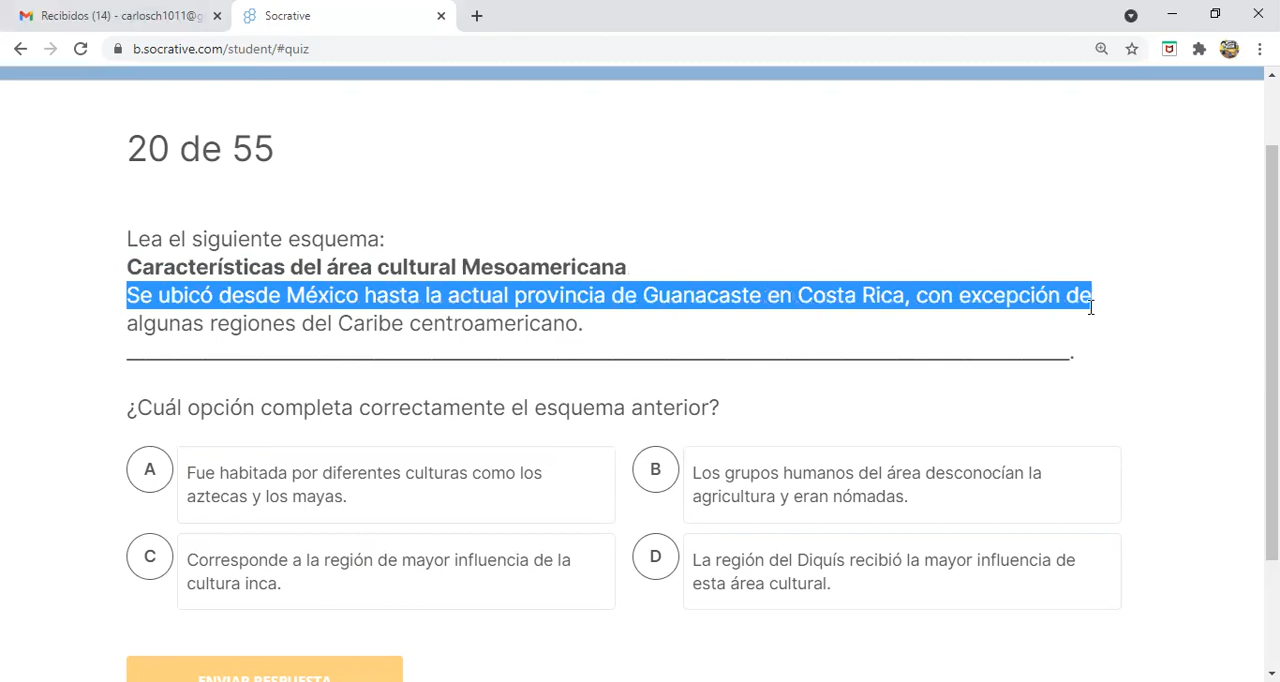 Recibidos (14) - carlosch1011@g
Socrative
b.socrative.com/student/#quiz
20 de 55
Lea el siguiente esquema:
Características del área cultural Mesoamericana
Se ubicó desde México hasta la actual provincia de Guanacaste en Costa Rica, con excepción de
algunas regiones del Caribe centroamericano.
_______________________________________________.
¿Cuál opción completa correctamente el esquema anterior?
A
Fue habitada por diferentes culturas como los
aztecas y los mayas.
B
Los grupos humanos del área desconocían la
agricultura y eran nómadas.
C
Corresponde a la región de mayor influencia de la
cultura inca.
D
La región del Diquís recibió la mayor influencia de
esta área cultural.
ENVIAR RESPUESTA